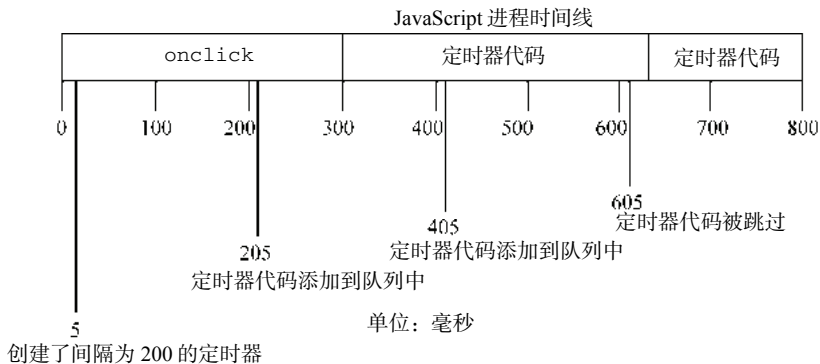 JavaScript 进程时间线
onclick 定时器代码 定时器代码
0 100 200 300 400 500 600 700 800
605
定时器代码被跳过
405
定时器代码添加到队列中
205
定时器代码添加到队列中
5
单位：毫秒
创建了间隔为 200 的定时器